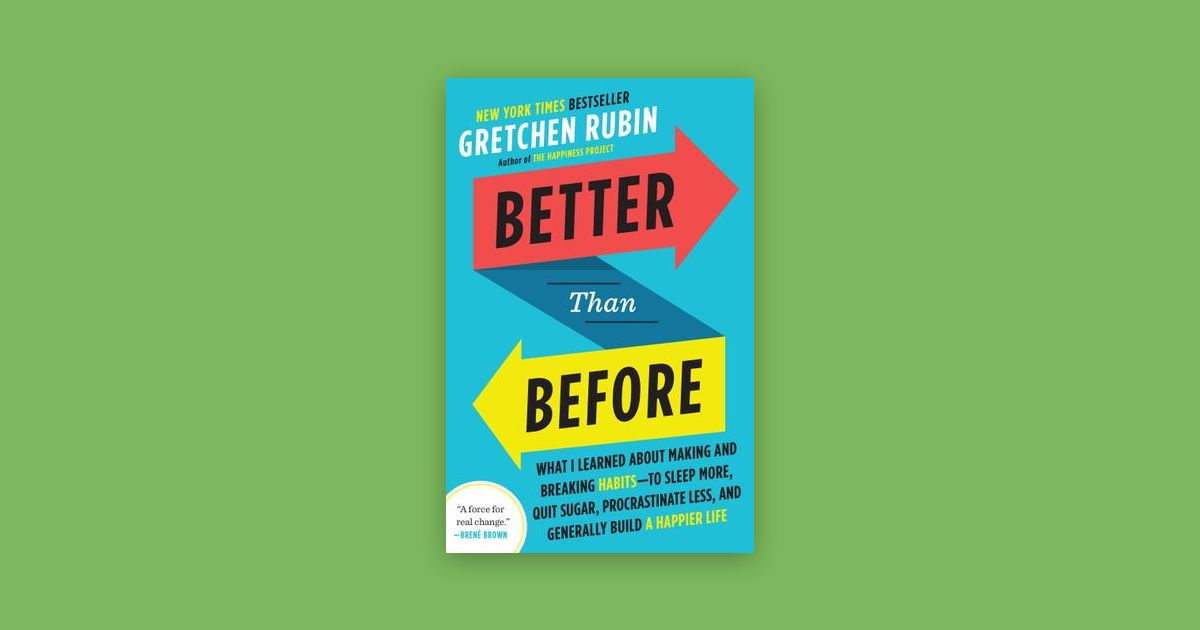 NEW YORK TIMES BESTSELLER
GRETCHEN RUBIN
Author of THE HAPPINESS PROJECT
BETTER
Than
BEFORE
WHAT I LEARNED ABOUT MAKING AND
BREAKING HABITS—TO SLEEP MORE,
QUIT SUGAR, PROCRASTINATE LESS, AND
GENERALLY BUILD A HAPPIER LIFE
“A force for
real change.”
—BRENÉ BROWN